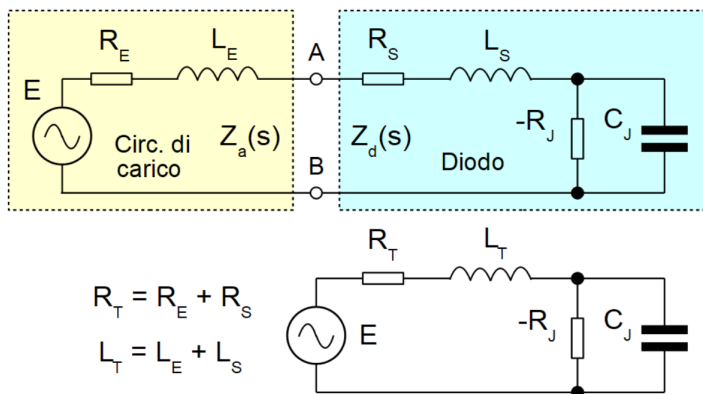 R_E
L_E
A
R_S
L_S
E
-R_J
C_J
Circ. di
carico
Z_a(s)
Z_d(s)
Diodo
B
R_T
L_T
R_T = R_E + R_S
L_T = L_E + L_S
E
-R_J
C_J